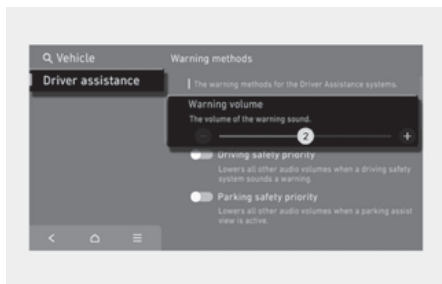 Vehicle
Warning methods
Driver assistance
The warning methods for the Driver Assistance systems.
Warning volume
The volume of the warning sound.
2
Driving safety priority
Lowers all other audio volumes when a driving safety
system sounds a warning.
Parking safety priority
Lowers all other audio volumes when a parking assist
view is active.